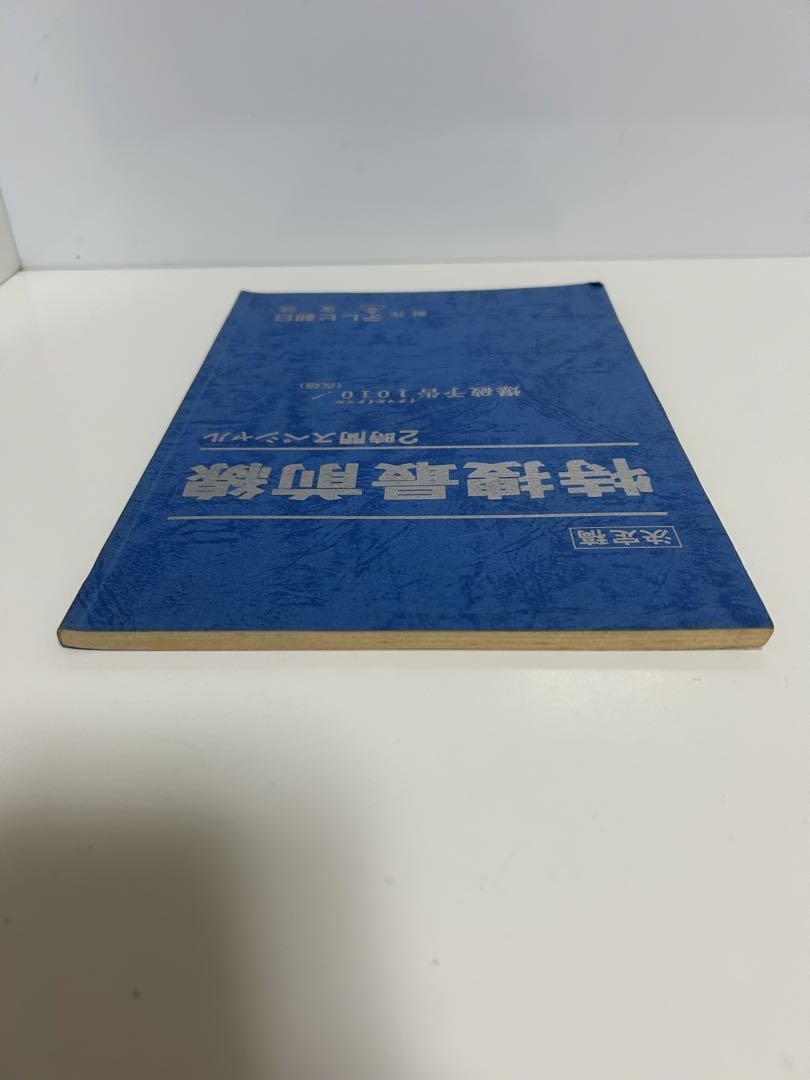 決定稿
特捜最前線
2時間スペシャル
爆破予告1010／
(仮題)
制作 テレビ朝日
東映